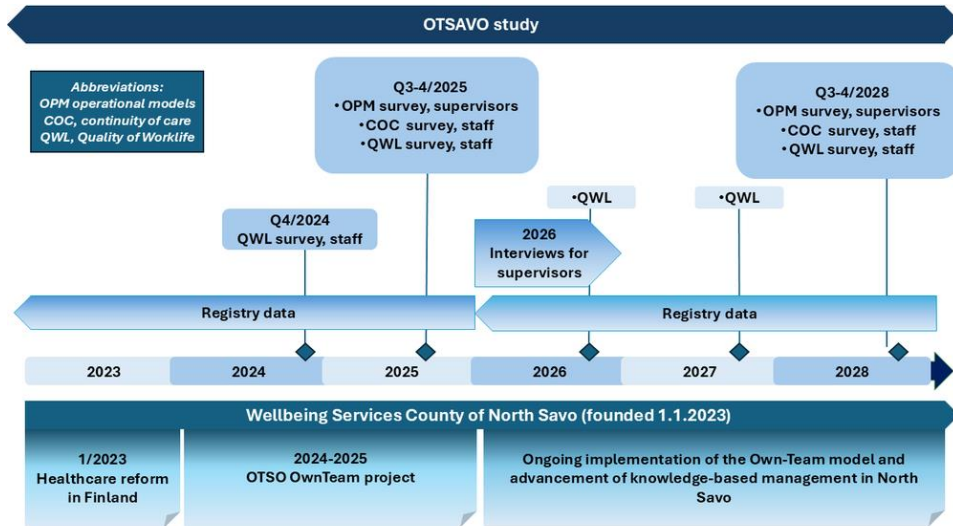 OTSAVO study
Abbreviations:
OPM operational models
COC, continuity of care
QWL, Quality of Worklife
Q3-4/2025
•OPM survey, supervisors
•COC survey, staff
•QWL survey, staff
Q3-4/2028
•OPM survey, supervisors
•COC survey, staff
•QWL survey, staff
Q4/2024
QWL survey, staff
•QWL
•QWL
2026
Interviews for
supervisors
Registry data
Registry data
2023
2024
2025
2026
2027
2028
Wellbeing Services County of North Savo (founded 1.1.2023)
1/2023
Healthcare reform
in Finland
2024-2025
OTSO OwnTeam project
Ongoing implementation of the Own-Team model and
advancement of knowledge-based management in North
Savo